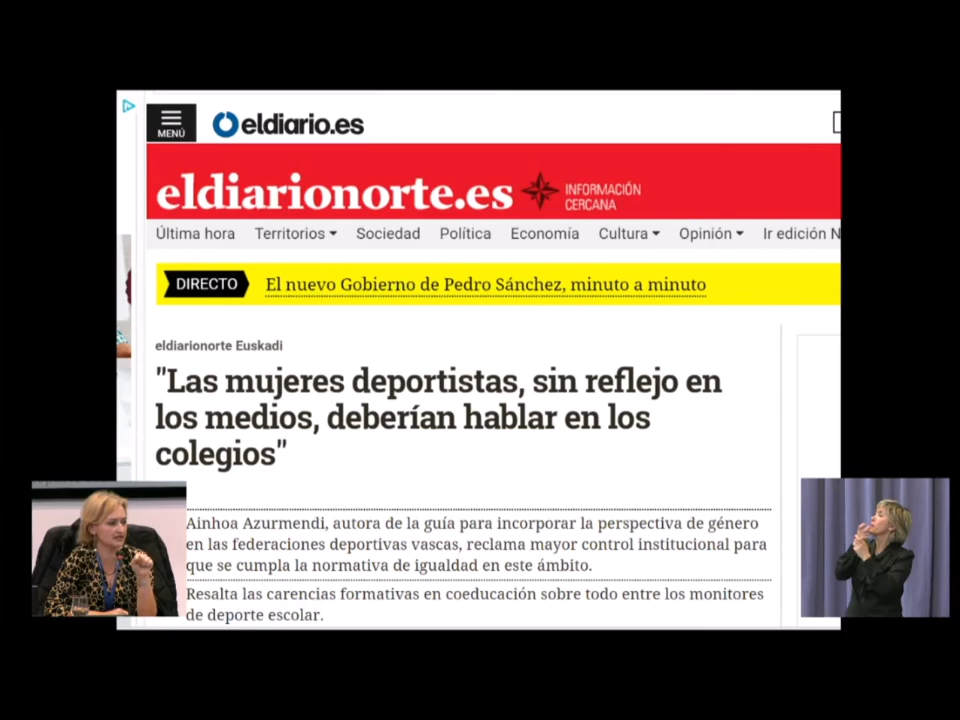 MENÚ
eldiario.es
eldiarionorte.es
INFORMACIÓN
CERCANA
Última hora Territorios Sociedad Política Economía Cultura Opinión Ir edición N
DIRECTO El nuevo Gobierno de Pedro Sánchez, minuto a minuto
eldiarionorte Euskadi
"Las mujeres deportistas, sin reflejo en
los medios, deberían hablar en los
colegios"
Ainhoa Azurmendi, autora de la guía para incorporar la perspectiva de género
en las federaciones deportivas vascas, reclama mayor control institucional para
que se cumpla la normativa de igualdad en este ámbito.
Resalta las carencias formativas en coeducación sobre todo entre los monitores
de deporte escolar.